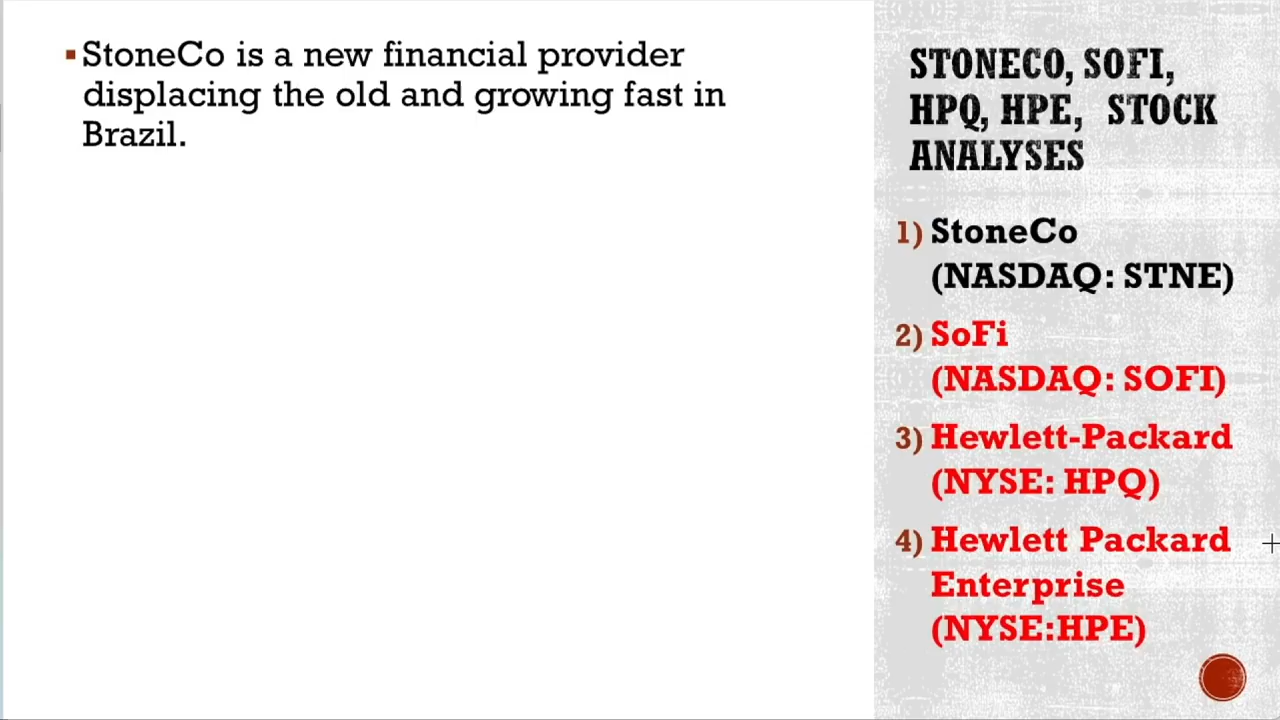 ▪StoneCo is a new financial provider
displacing the old and growing fast in
Brazil.
STONECO, SOFI,
HPQ, HPE, STOCK
ANALYSES
1) StoneCo
(NASDAQ: STNE)
2) SoFi
(NASDAQ: SOFI)
3) Hewlett-Packard
(NYSE: HPQ)
4) Hewlett Packard
Enterprise
(NYSE:HPE)